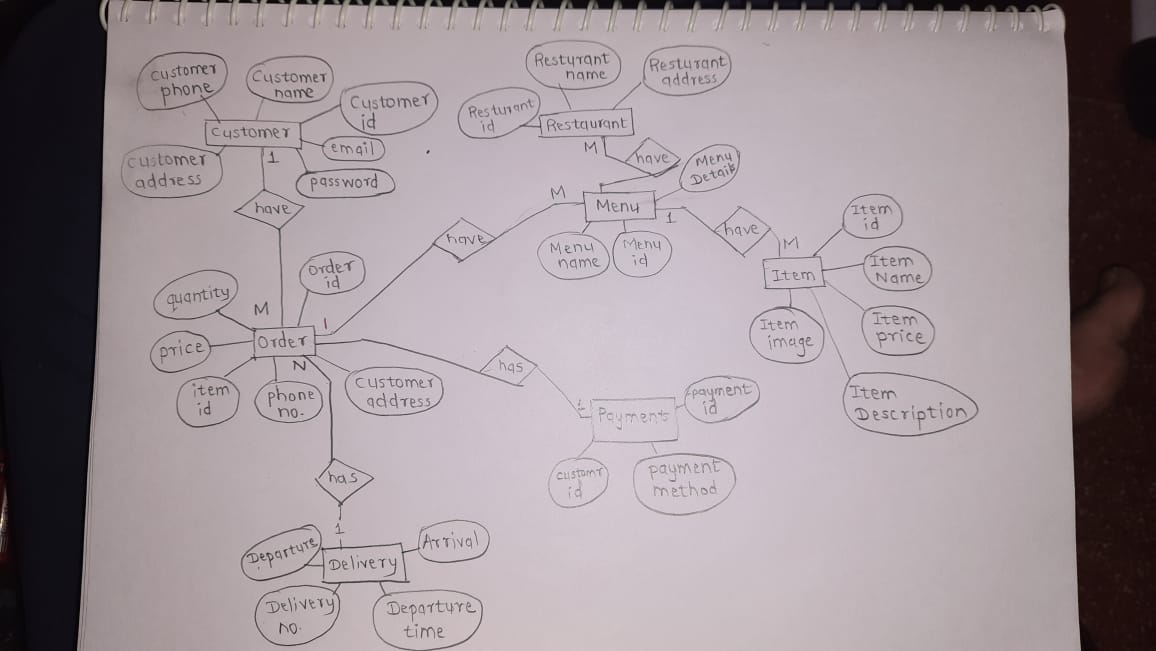 Customer
phone
Customer
name
Customer
id
Customer
email
Customer
address
password
1
have
M
Resturant
name
Resturant
address
Resturant
id
Restaurant
M
have
Menu
Details
Menu
M
1
Menu
name
Menu
id
have
have
M
Item
id
Item
Item
Name
Item
price
Item
image
Item
Description
quantity
Order
id
price
Order
1
N
item
id
phone
no.
Customer
address
has
1
Payments
payment
id
customr
id
payment
method
has
1
Departure
Arrival
Delivery
Delivery
no.
Departure
time